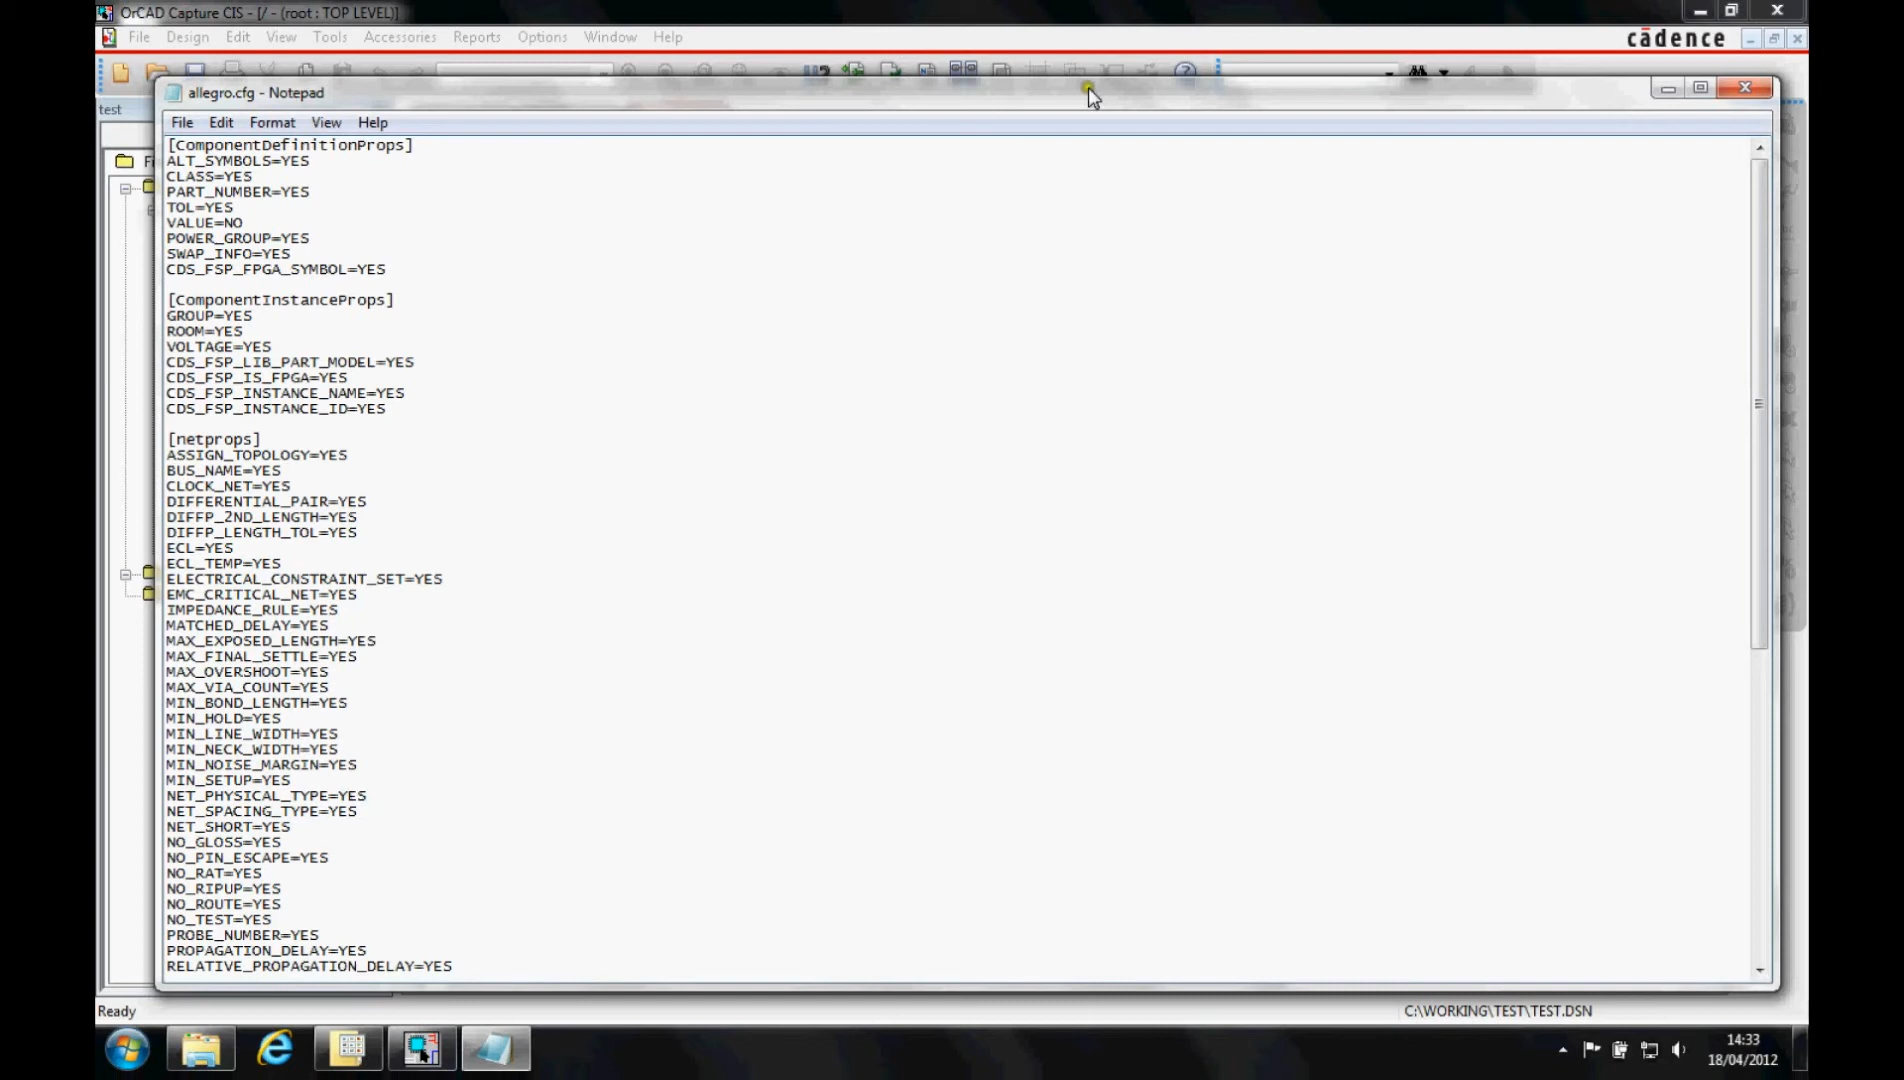 OrCAD Capture CIS - [/ - (root : TOP LEVEL)]
File Design Edit View Tools Accessories Reports Options Window Help
cādence
U?
test
allegro.cfg - Notepad
File Edit Format View Help
[ComponentDefinitionProps]
ALT_SYMBOLS=YES
CLASS=YES
PART_NUMBER=YES
TOL=YES
VALUE=NO
POWER_GROUP=YES
SWAP_INFO=YES
CDS_FSP_FPGA_SYMBOL=YES
[ComponentInstanceProps]
GROUP=YES
ROOM=YES
VOLTAGE=YES
CDS_FSP_LIB_PART_MODEL=YES
CDS_FSP_IS_FPGA=YES
CDS_FSP_INSTANCE_NAME=YES
CDS_FSP_INSTANCE_ID=YES
[netprops]
ASSIGN_TOPOLOGY=YES
BUS_NAME=YES
CLOCK_NET=YES
DIFFERENTIAL_PAIR=YES
DIFFP_2ND_LENGTH=YES
DIFFP_LENGTH_TOL=YES
ECL=YES
ECL_TEMP=YES
ELECTRICAL_CONSTRAINT_SET=YES
EMC_CRITICAL_NET=YES
IMPEDANCE_RULE=YES
MATCHED_DELAY=YES
MAX_EXPOSED_LENGTH=YES
MAX_FINAL_SETTLE=YES
MAX_OVERSHOOT=YES
MAX_VIA_COUNT=YES
MIN_BOND_LENGTH=YES
MIN_HOLD=YES
MIN_LINE_WIDTH=YES
MIN_NECK_WIDTH=YES
MIN_NOISE_MARGIN=YES
MIN_SETUP=YES
NET_PHYSICAL_TYPE=YES
NET_SPACING_TYPE=YES
NET_SHORT=YES
NO_GLOSS=YES
NO_PIN_ESCAPE=YES
NO_RAT=YES
NO_RIPUP=YES
NO_ROUTE=YES
NO_TEST=YES
PROBE_NUMBER=YES
PROPAGATION_DELAY=YES
RELATIVE_PROPAGATION_DELAY=YES
Ready
C:\WORKING\TEST\TEST.DSN
14:33
18/04/2012